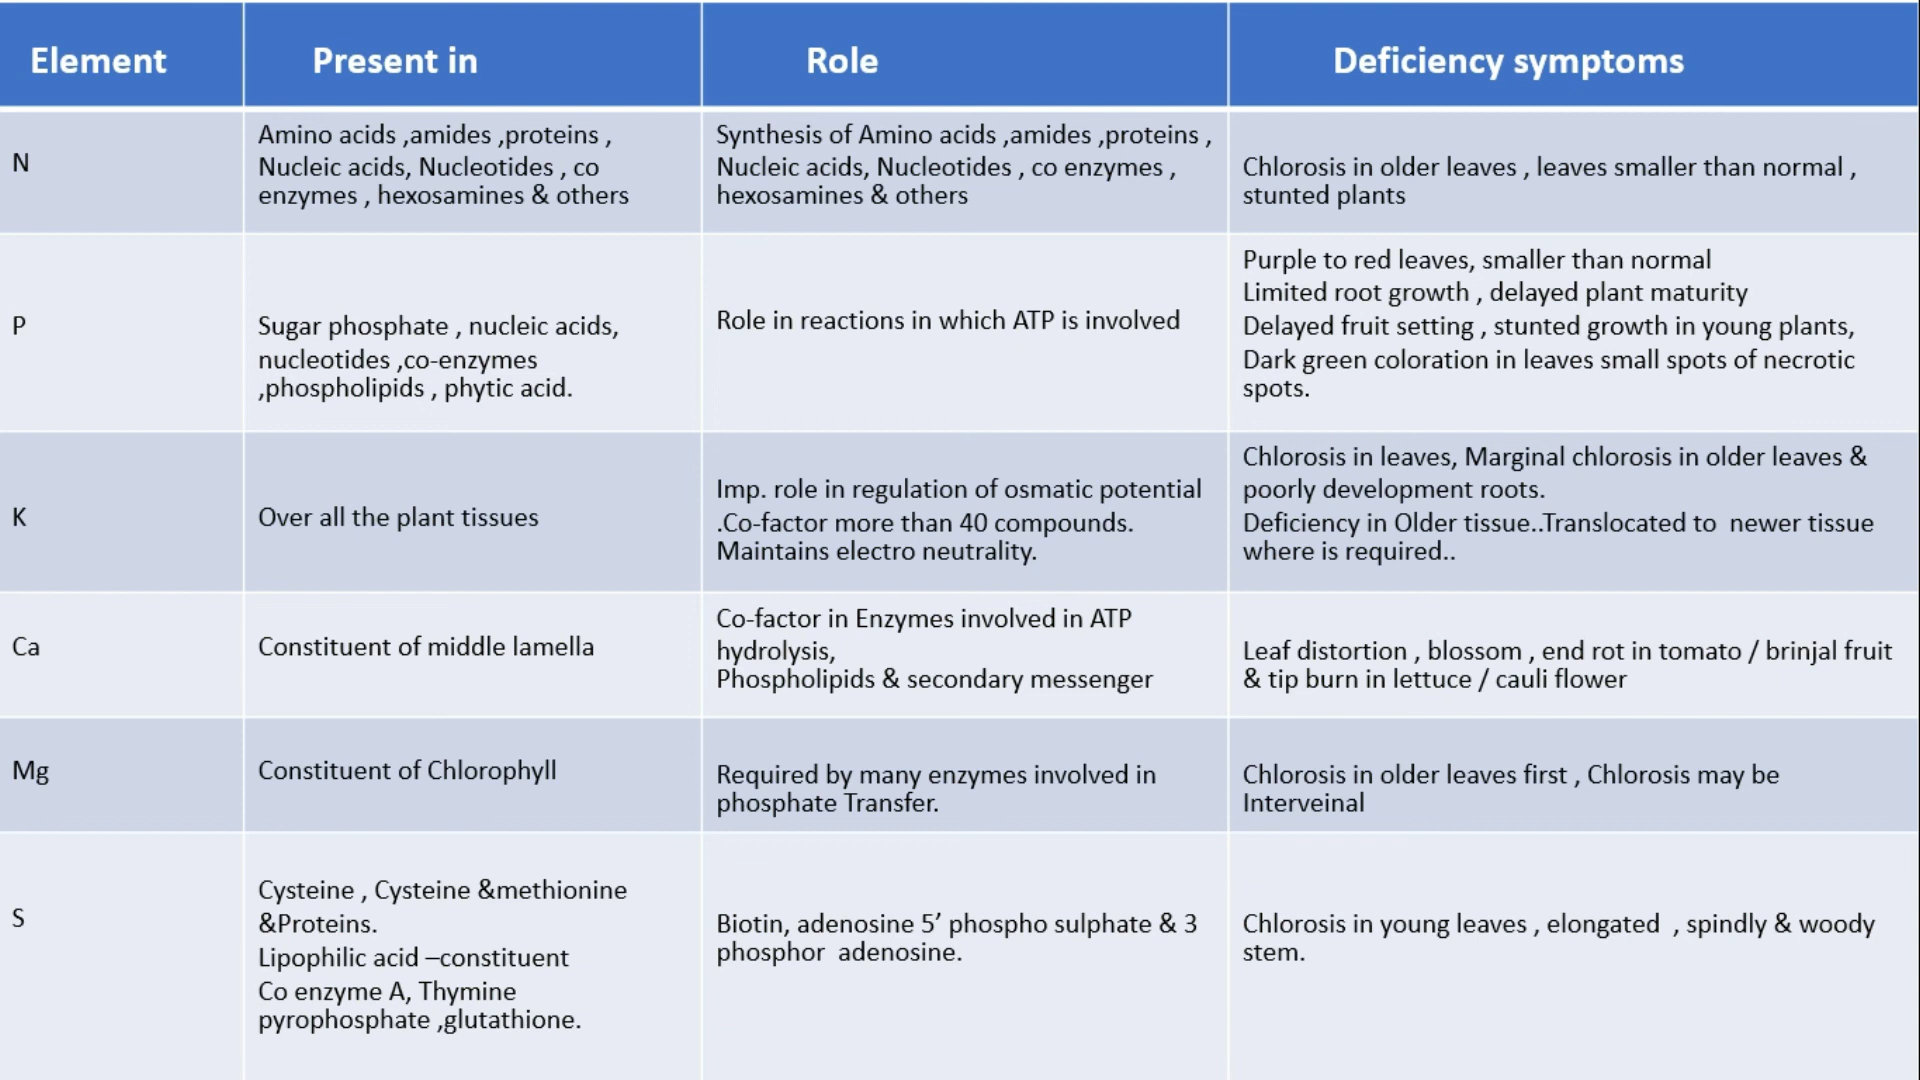 Element
Present in
Role
Deficiency symptoms
N
Amino acids ,amides ,proteins ,
Nucleic acids, Nucleotides , co
enzymes , hexosamines & others
Synthesis of Amino acids ,amides ,proteins ,
Nucleic acids, Nucleotides , co enzymes ,
hexosamines & others
Chlorosis in older leaves , leaves smaller than normal ,
stunted plants
P
Sugar phosphate , nucleic acids,
nucleotides ,co-enzymes
,phospholipids , phytic acid.
Role in reactions in which ATP is involved
Purple to red leaves, smaller than normal
Limited root growth , delayed plant maturity
Delayed fruit setting , stunted growth in young plants,
Dark green coloration in leaves small spots of necrotic
spots.
K
Over all the plant tissues
Imp. role in regulation of osmatic potential
.Co-factor more than 40 compounds.
Maintains electro neutrality.
Chlorosis in leaves, Marginal chlorosis in older leaves &
poorly development roots.
Deficiency in Older tissue..Translocated to  newer tissue
where is required..
Ca
Constituent of middle lamella
Co-factor in Enzymes involved in ATP
hydrolysis,
Phospholipids & secondary messenger
Leaf distortion , blossom , end rot in tomato / brinjal fruit
& tip burn in lettuce / cauli flower
Mg
Constituent of Chlorophyll
Required by many enzymes involved in
phosphate Transfer.
Chlorosis in older leaves first , Chlorosis may be
Interveinal
S
Cysteine , Cysteine &methionine
&Proteins.
Lipophilic acid –constituent
Co enzyme A, Thymine
pyrophosphate ,glutathione.
Biotin, adenosine 5’ phospho sulphate & 3
phosphor  adenosine.
Chlorosis in young leaves , elongated  , spindly & woody
stem.